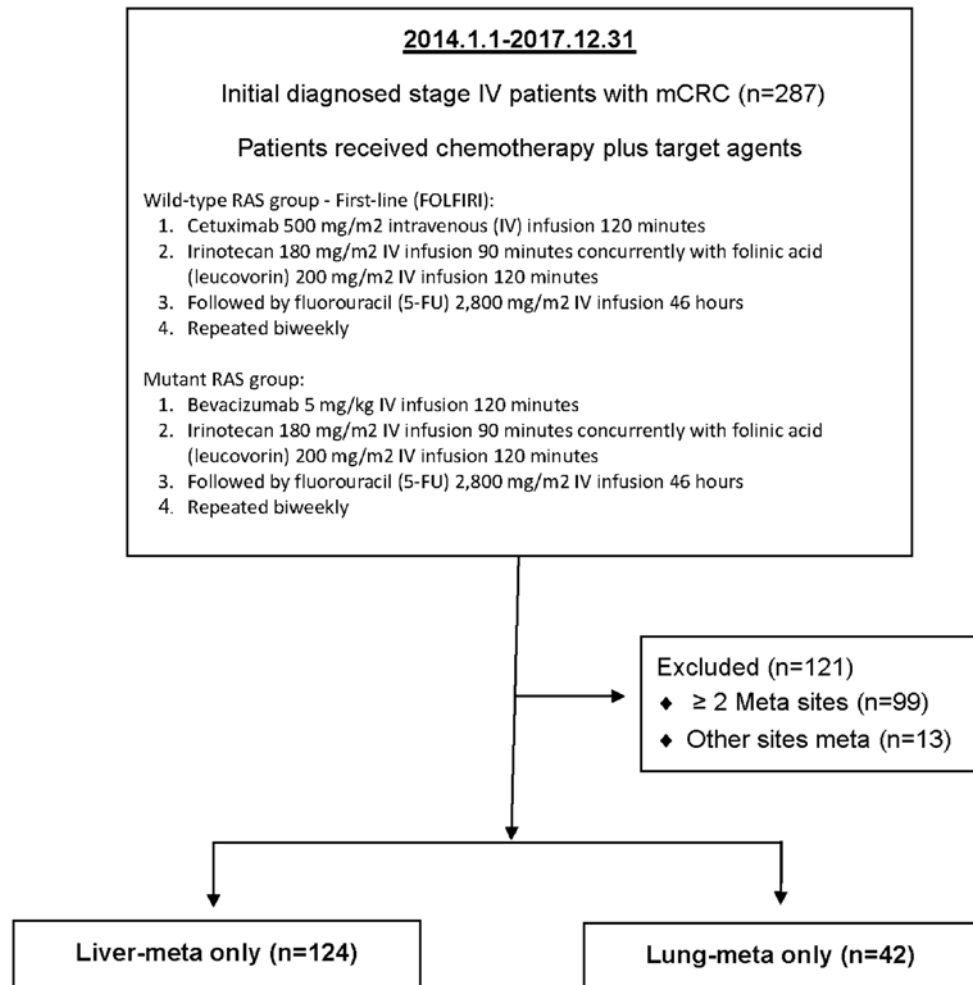 2014.1.1-2017.12.31
Initial diagnosed stage IV patients with mCRC (n=287)
Patients received chemotherapy plus target agents
Wild-type RAS group - First-line (FOLFIRI):
1. Cetuximab 500 mg/m2 intravenous (IV) infusion 120 minutes
2. Irinotecan 180 mg/m2 IV infusion 90 minutes concurrently with folinic acid
(leucovorin) 200 mg/m2 IV infusion 120 minutes
3. Followed by fluorouracil (5-FU) 2,800 mg/m2 IV infusion 46 hours
4. Repeated biweekly
Mutant RAS group:
1. Bevacizumab 5 mg/kg IV infusion 120 minutes
2. Irinotecan 180 mg/m2 IV infusion 90 minutes concurrently with folinic acid
(leucovorin) 200 mg/m2 IV infusion 120 minutes
3. Followed by fluorouracil (5-FU) 2,800 mg/m2 IV infusion 46 hours
4. Repeated biweekly
Excluded (n=121)
♦ ≥ 2 Meta sites (n=99)
♦ Other sites meta (n=13)
Liver-meta only (n=124)
Lung-meta only (n=42)